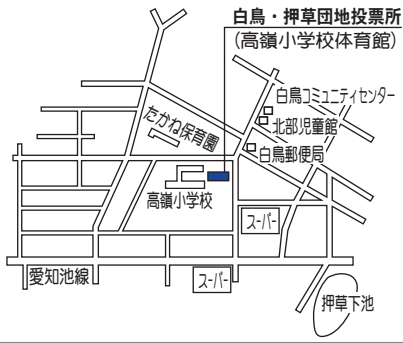 白鳥・押草団地投票所
(高嶺小学校体育館)
白鳥コミュニティセンター
たかね保育園
北部児童館
白鳥郵便局
高嶺小学校
スーパー
愛知池線
スーパー
押草下池